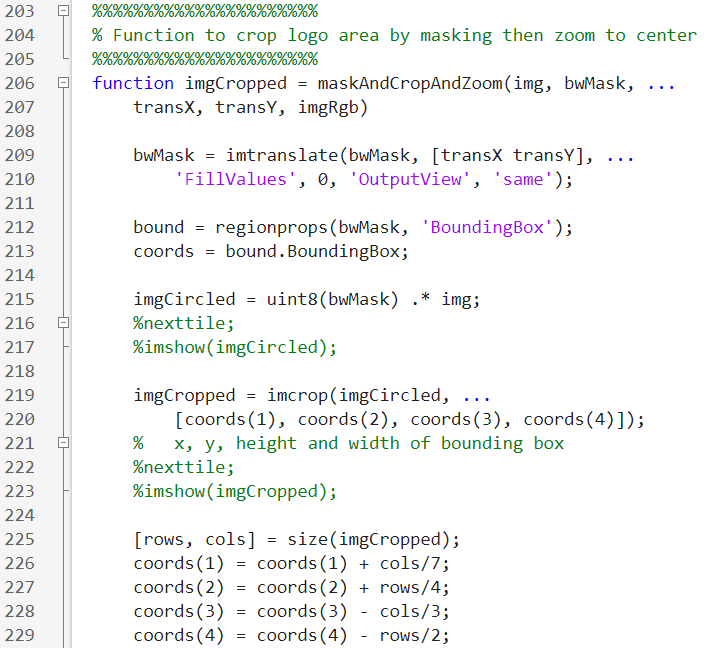 203 %%%%%%%%%%%%%%%%%%%%%%
204 % Function to crop logo area by masking then zoom to center
205 %%%%%%%%%%%%%%%%%%%%%%
206 function imgCropped = maskAndCropAndZoom(img, bwMask, ...
207     transX, transY, imgRgb)
208
209     bwMask = imtranslate(bwMask, [transX transY], ...
210         'FillValues', 0, 'OutputView', 'same');
211
212     bound = regionprops(bwMask, 'BoundingBox');
213     coords = bound.BoundingBox;
214
215     imgCircled = uint8(bwMask) .* img;
216     %nexttile;
217     %imshow(imgCircled);
218
219     imgCropped = imcrop(imgCircled, ...
220         [coords(1), coords(2), coords(3), coords(4)]);
221     %   x, y, height and width of bounding box
222     %nexttile;
223     %imshow(imgCropped);
224
225     [rows, cols] = size(imgCropped);
226     coords(1) = coords(1) + cols/7;
227     coords(2) = coords(2) + rows/4;
228     coords(3) = coords(3) - cols/3;
229     coords(4) = coords(4) - rows/2;